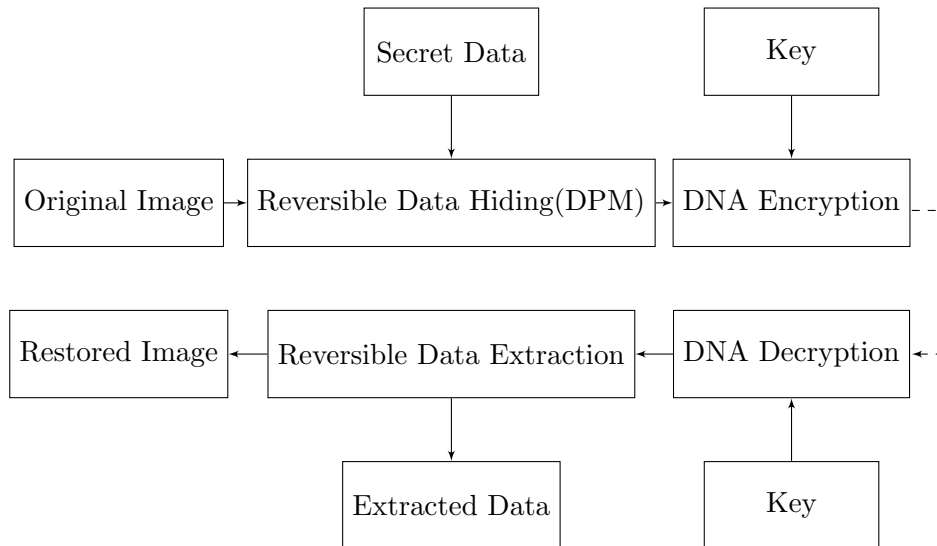 Secret Data
Key
Original Image
Reversible Data Hiding(DPM)
DNA Encryption
Restored Image
Reversible Data Extraction
DNA Decryption
Extracted Data
Key